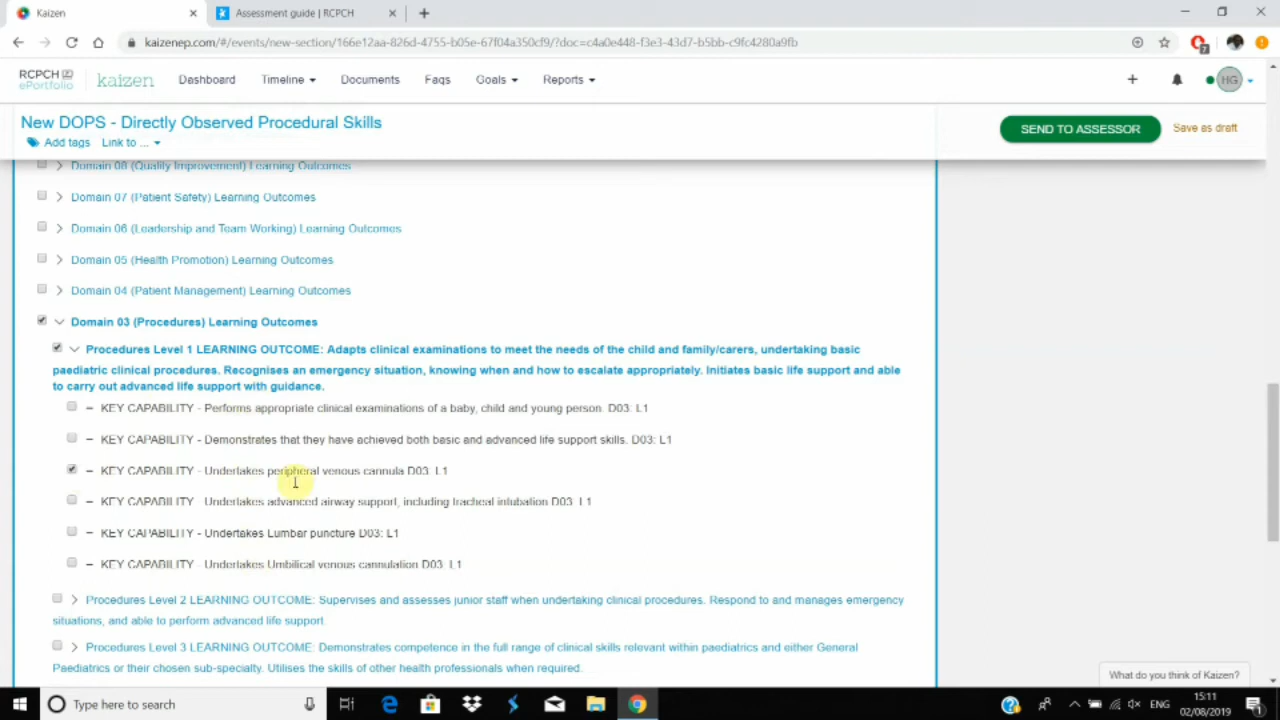 Kaizen
Assessment guide | RCPCH
kaizenep.com/#/events/new-section/166e12aa-826d-4755-b05e-67f04a350cf9/?doc=c4a0e448-f3e3-43d7-b5bb-c9fc4280a9fb
7
RCPCH
ePortfolio
kaizen
Dashboard
Timeline
Documents
Faqs
Goals
Reports
HG
New DOPS - Directly Observed Procedural Skills
Add tags Link to ...
SEND TO ASSESSOR
Save as draft
Domain 08 (Quality Improvement) Learning Outcomes
Domain 07 (Patient Safety) Learning Outcomes
Domain 06 (Leadership and Team Working) Learning Outcomes
Domain 05 (Health Promotion) Learning Outcomes
Domain 04 (Patient Management) Learning Outcomes
Domain 03 (Procedures) Learning Outcomes
Procedures Level 1 LEARNING OUTCOME: Adapts clinical examinations to meet the needs of the child and family/carers, undertaking basic
paediatric clinical procedures. Recognises an emergency situation, knowing when and how to escalate appropriately. Initiates basic life support and able
to carry out advanced life support with guidance.
– KEY CAPABILITY - Performs appropriate clinical examinations of a baby, child and young person. D03: L1
– KEY CAPABILITY - Demonstrates that they have achieved both basic and advanced life support skills. D03: L1
– KEY CAPABILITY - Undertakes peripheral venous cannula D03: L1
– KEY CAPABILITY - Undertakes advanced airway support, including tracheal intubation D03: L1
– KEY CAPABILITY - Undertakes Lumbar puncture D03: L1
– KEY CAPABILITY - Undertakes Umbilical venous cannulation D03: L1
Procedures Level 2 LEARNING OUTCOME: Supervises and assesses junior staff when undertaking clinical procedures. Respond to and manages emergency
situations, and able to perform advanced life support.
Procedures Level 3 LEARNING OUTCOME: Demonstrates competence in the full range of clinical skills relevant within paediatrics and either General
Paediatrics or their chosen sub-specialty. Utilises the skills of other health professionals when required.
What do you think of Kaizen?
Type here to search
ENG
15:11
02/08/2019
1